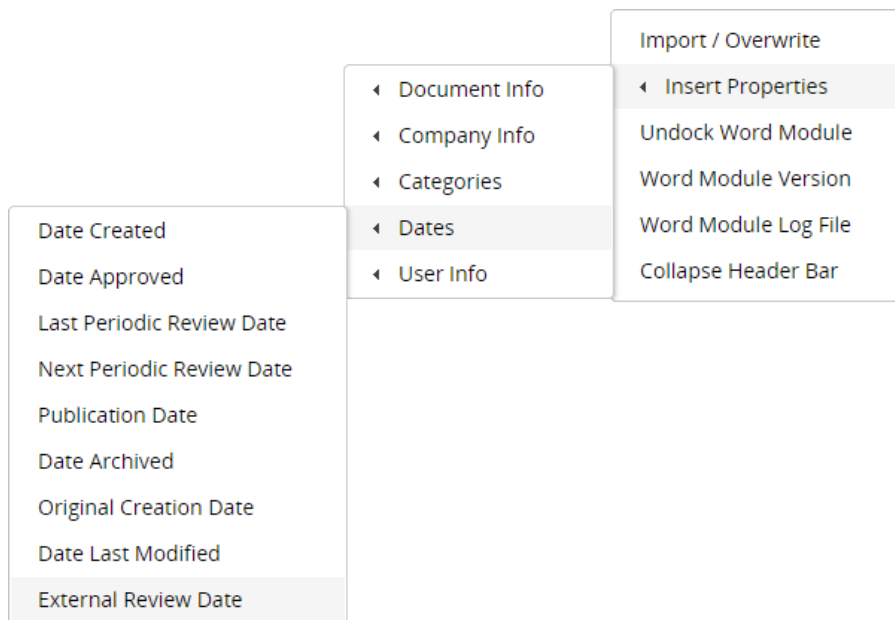 Import / Overwrite
Insert Properties
Undock Word Module
Word Module Version
Word Module Log File
Collapse Header Bar
Document Info
Company Info
Categories
Dates
User Info
Date Created
Date Approved
Last Periodic Review Date
Next Periodic Review Date
Publication Date
Date Archived
Original Creation Date
Date Last Modified
External Review Date